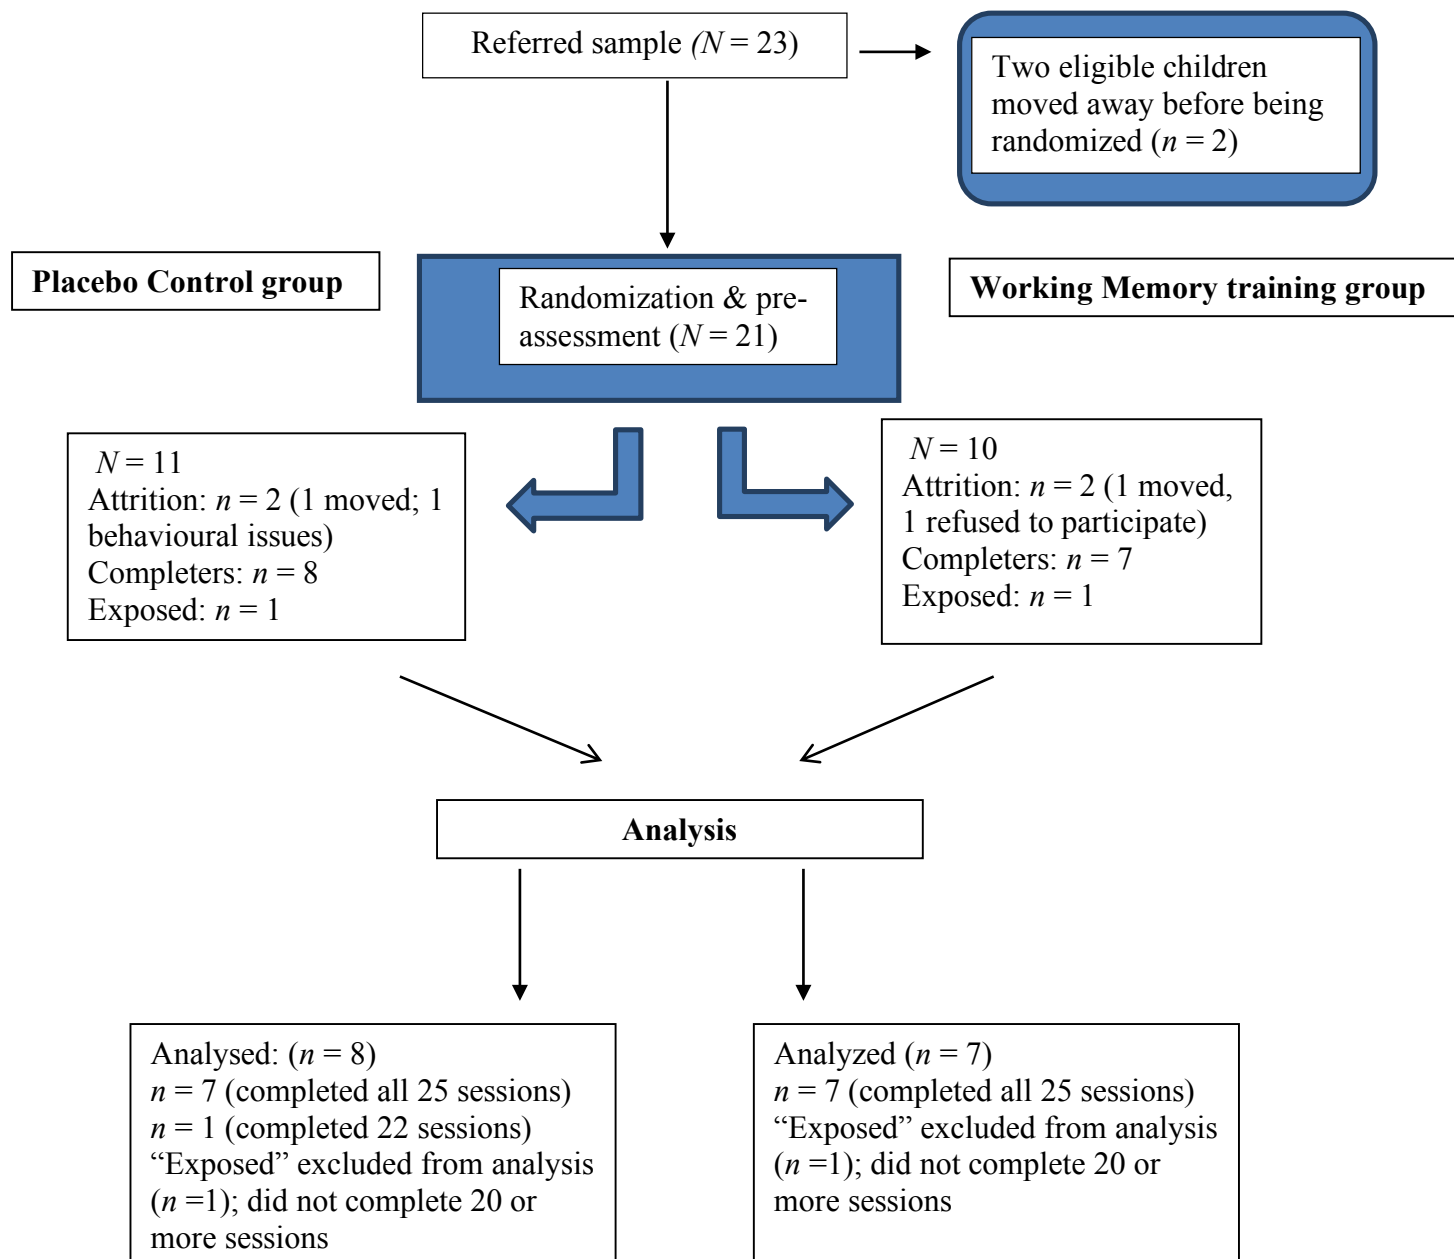 Referred sample (N = 23)
Two eligible children
moved away before being
randomized (n = 2)
Placebo Control group
Randomization & pre-
assessment (N = 21)
Working Memory training group
N = 11
Attrition: n = 2 (1 moved; 1
behavioural issues)
Completers: n = 8
Exposed: n = 1
N = 10
Attrition: n = 2 (1 moved,
1 refused to participate)
Completers: n = 7
Exposed: n = 1
Analysis
Analysed: (n = 8)
n = 7 (completed all 25 sessions)
n = 1 (completed 22 sessions)
“Exposed” excluded from analysis
(n =1); did not complete 20 or
more sessions
Analyzed (n = 7)
n = 7 (completed all 25 sessions)
“Exposed” excluded from analysis
(n =1); did not complete 20 or
more sessions